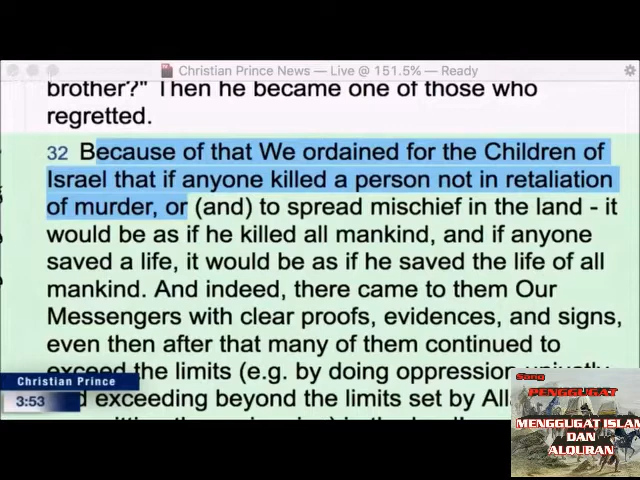 Christian Prince News — Live @ 151.5% — Ready
brother?" Then he became one of those who
regretted.
32 Because of that We ordained for the Children of
Israel that if anyone killed a person not in retaliation
of murder, or (and) to spread mischief in the land - it
would be as if he killed all mankind, and if anyone
saved a life, it would be as if he saved the life of all
mankind. And indeed, there came to them Our
Messengers with clear proofs, evidences, and signs,
even then after that many of them continued to
exceed the limits (e.g. by doing oppression
exceeding beyond the limits set by
Christian Prince
3:53
Sang
PENGGUGAT
MENGGUGAT ISLAM
DAN
ALQURAN